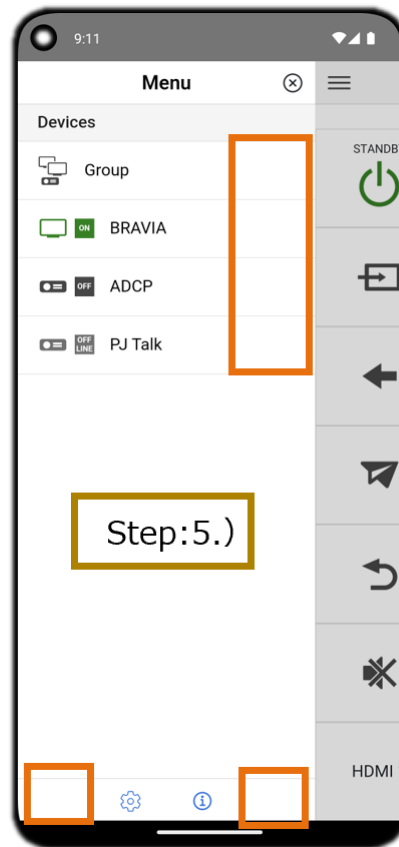 9:11
Menu
Devices
STANDB
Group
ON BRAVIA
OFF ADCP
OFF
LINE PJ Talk
Step:5.)
HDMI